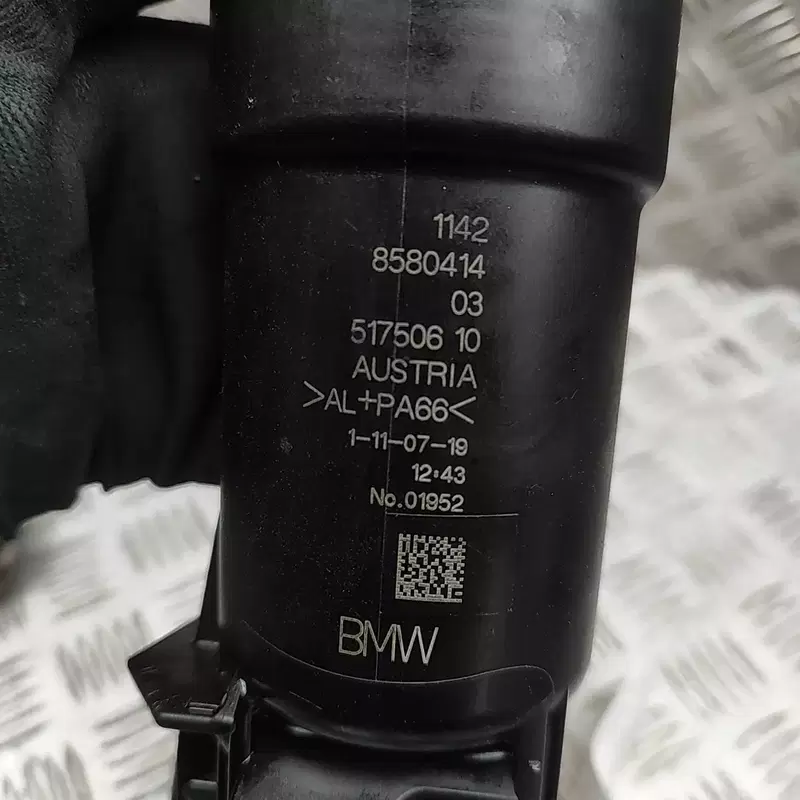 1142
8580414
03
517506 10
AUSTRIA
>AL+PA66<
1-11-07-19
12:43
No.01952
BMW